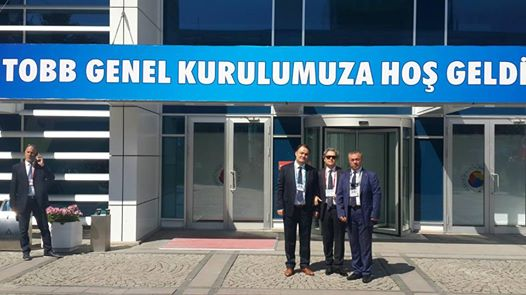 TOBB GENEL KURULUMUZA HOŞ GELDİ